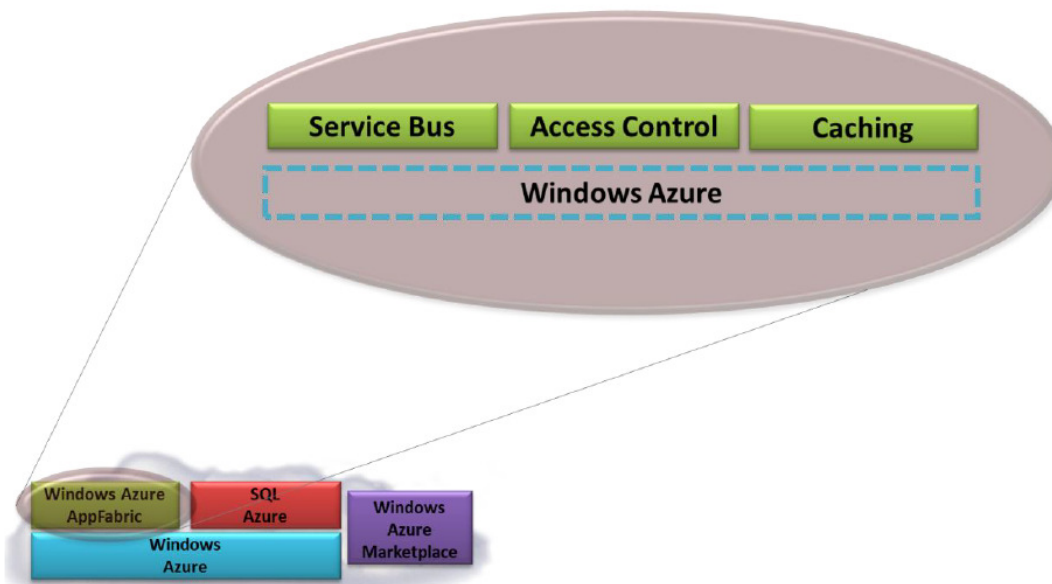 Service Bus
Access Control
Caching
Windows Azure
Windows Azure
AppFabric
SQL
Azure
Windows
Azure
Marketplace
Windows
Azure